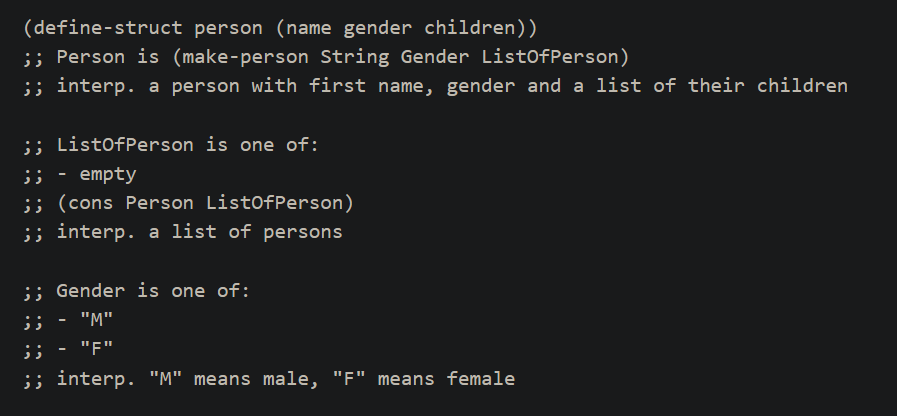 (define-struct person (name gender children))
;; Person is (make-person String Gender ListOfPerson)
;; interp. a person with first name, gender and a list of their children
;; ListOfPerson is one of:
;; - empty
;; (cons Person ListOfPerson)
;; interp. a list of persons
;; Gender is one of:
;; - "M"
;; - "F"
;; interp. "M" means male, "F" means female